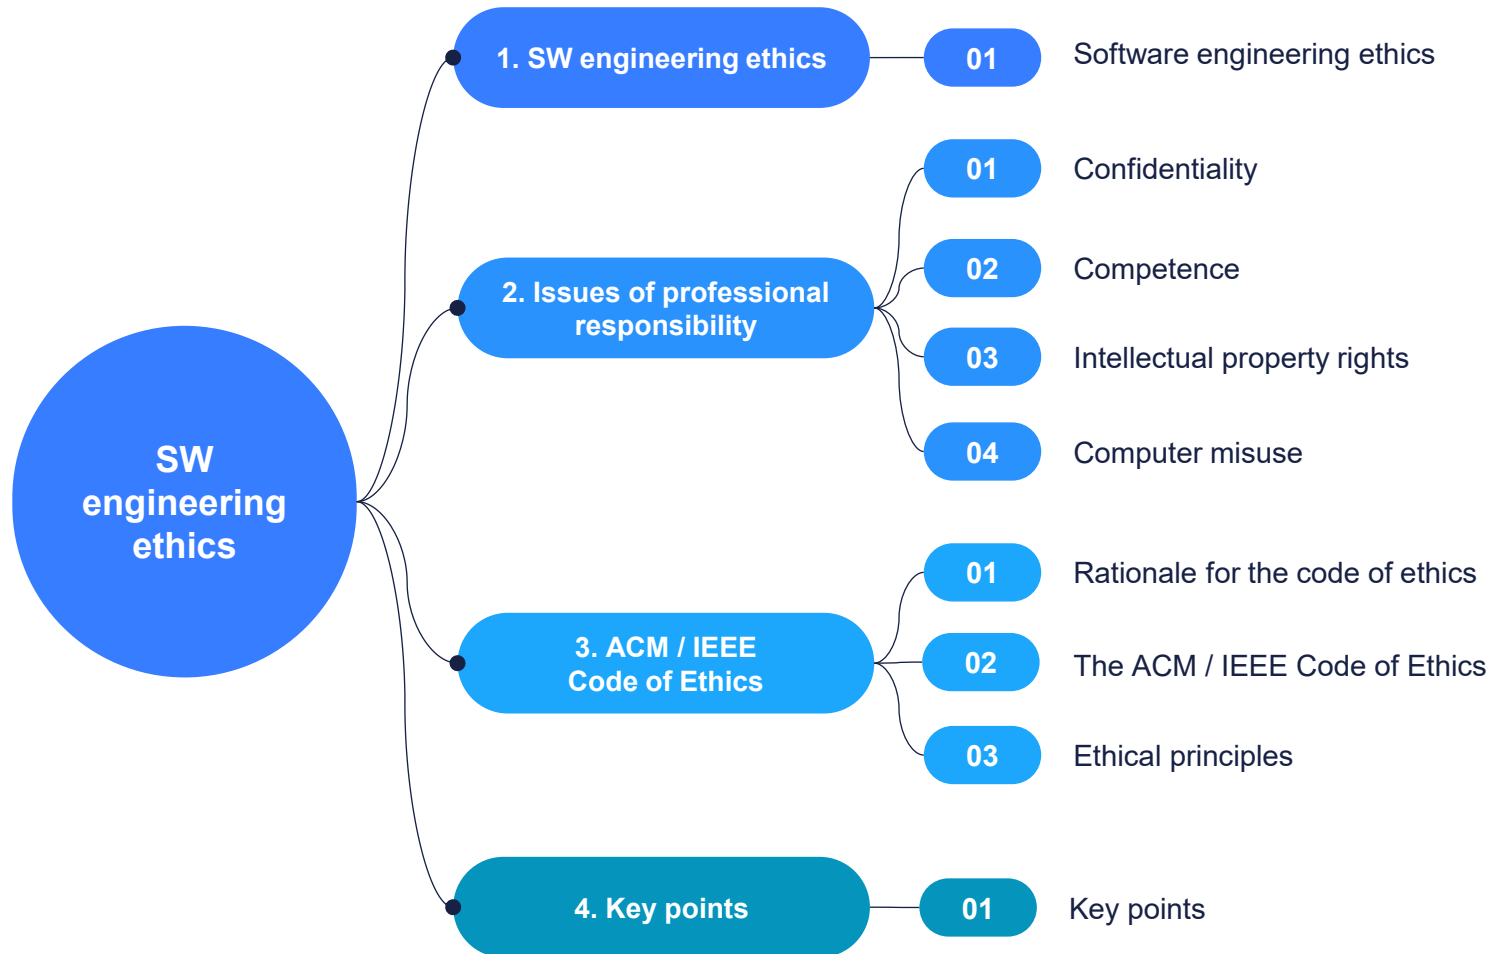 SW
engineering
ethics
1. SW engineering ethics
01
Software engineering ethics
2. Issues of professional
responsibility
01
Confidentiality
02
Competence
03
Intellectual property rights
04
Computer misuse
3. ACM / IEEE
Code of Ethics
01
Rationale for the code of ethics
02
The ACM / IEEE Code of Ethics
03
Ethical principles
4. Key points
01
Key points